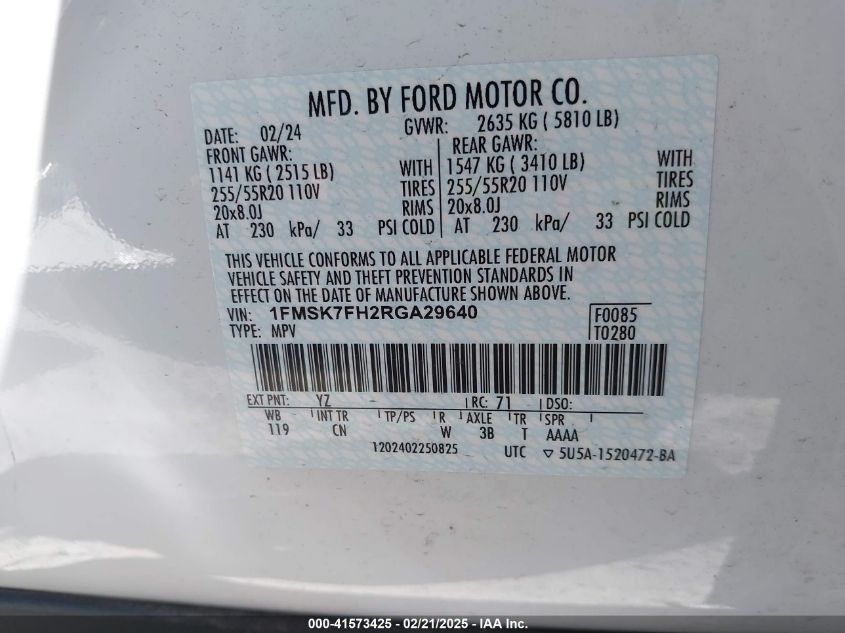 MFD. BY FORD MOTOR CO.
DATE: 02/24 GVWR: 2635 KG ( 5810 LB)
FRONT GAWR: REAR GAWR:
1141 KG ( 2515 LB) WITH 1547 KG ( 3410 LB) WITH
255/55R20 110V TIRES 255/55R20 110V TIRES
20x8.0J RIMS 20x8.0J RIMS
AT 230 kPa/ 33 PSI COLD AT 230 kPa/ 33 PSI COLD
THIS VEHICLE CONFORMS TO ALL APPLICABLE FEDERAL MOTOR
VEHICLE SAFETY AND THEFT PREVENTION STANDARDS IN
EFFECT ON THE DATE OF MANUFACTURE SHOWN ABOVE.
VIN: 1FMSK7FH2RGA29640 F0085
TYPE: MPV T0280
EXT PNT: YZ - RC: 71 DSO:
WB INT TR TP/PS R AXLE TR SPR
119 CN W 3B T AAAA
1202402250825 UTC ▽ 5U5A-1520472-BA
000-41573425 - 02/21/2025 - IAA Inc.